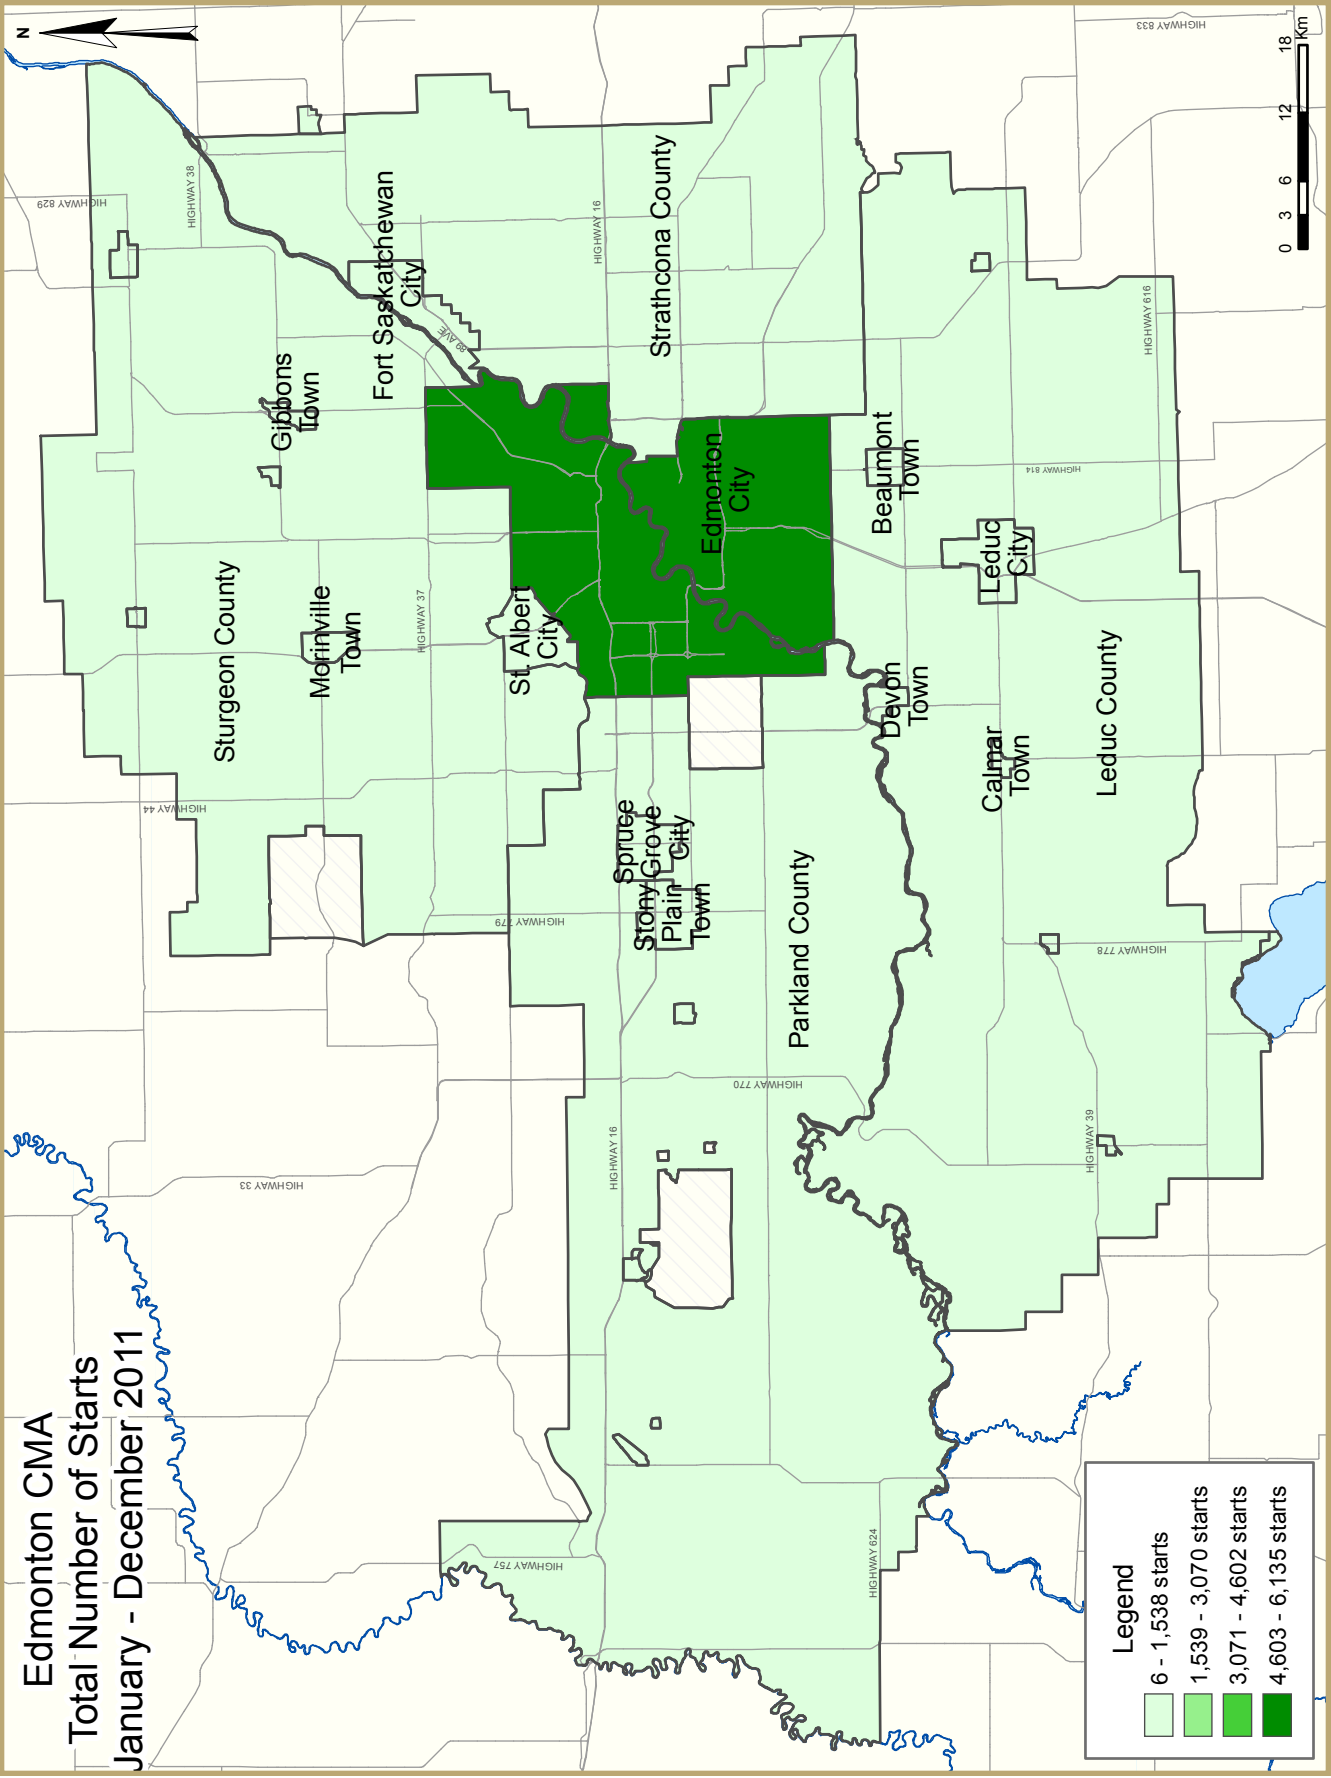 Edmonton CMA
Total Number of Starts
January - December 2011
N
HIGHWAY 757
HIGHWAY 33
HIGHWAY 44
HIGHWAY 779
Sturgeon County
Morinville
Town
HIGHWAY 37
Gibbons
Town
HIGHWAY 829
HIGHWAY 38
Fort Saskatchewan
City
89 AVE
St. Albert
City
HIGHWAY 16
HIGHWAY 16
Spruce
Grove
City
Stony
Plain
Town
Edmonton
City
Strathcona County
Parkland County
HIGHWAY 770
HIGHWAY 624
Devon
Town
Beaumont
Town
HIGHWAY 814
Leduc
City
Calmar
Town
Leduc County
HIGHWAY 778
HIGHWAY 39
HIGHWAY 616
HIGHWAY 833
Legend
6 - 1,538 starts
1,539 - 3,070 starts
3,071 - 4,602 starts
4,603 - 6,135 starts
0 3 6 12 18
Km